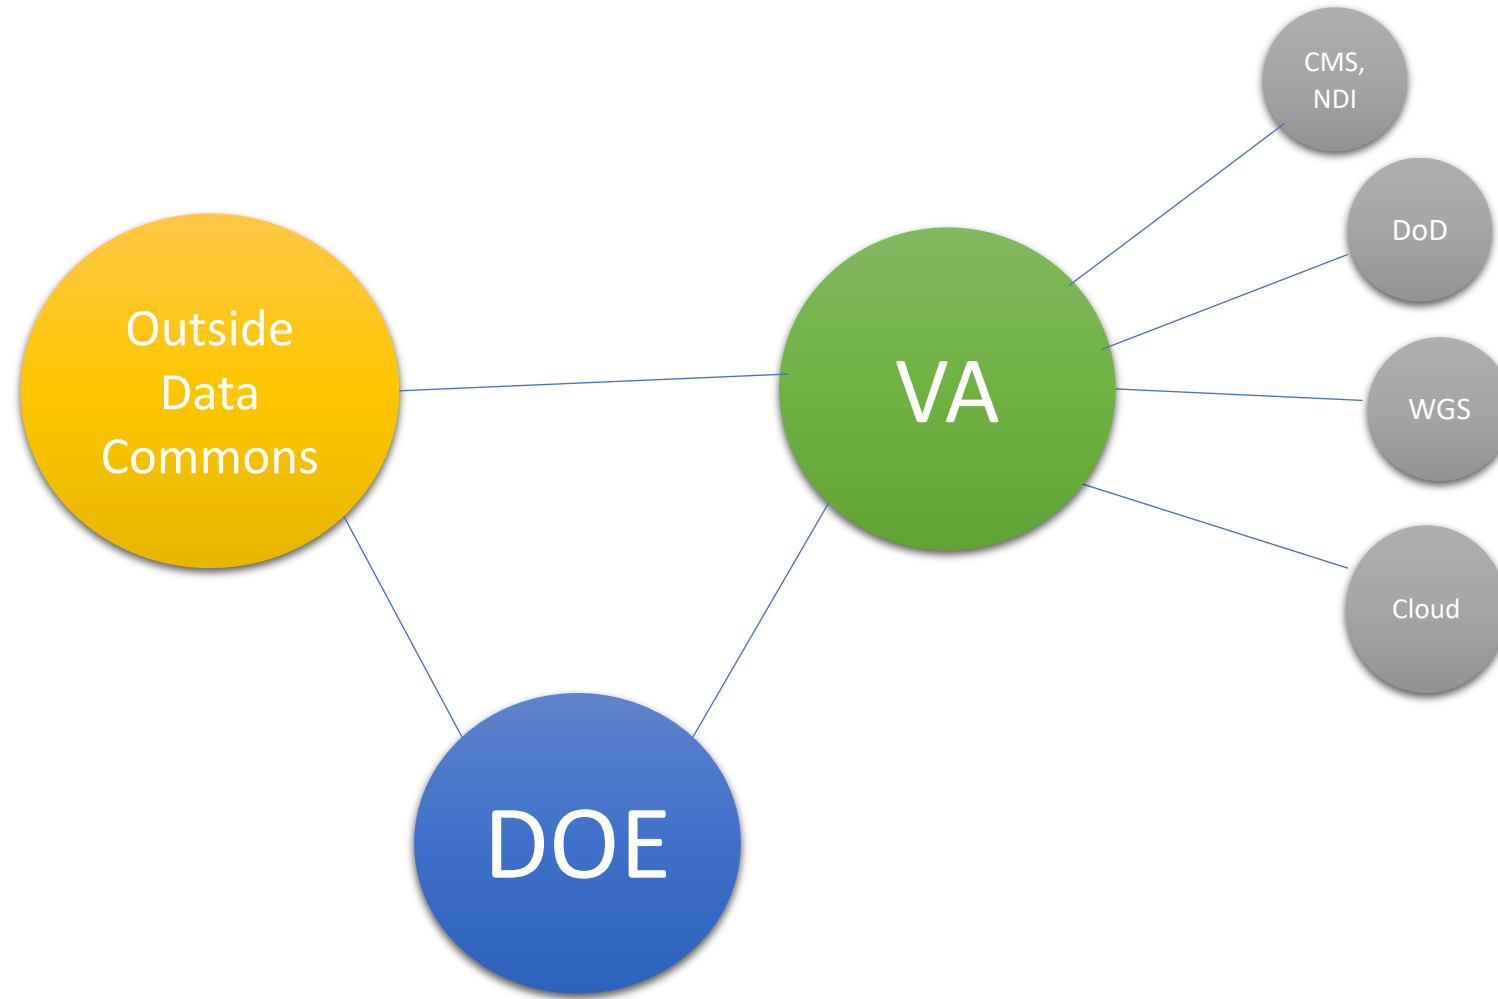 CMS,
NDI
DoD
Outside
Data
Commons
VA
WGS
Cloud
DOE